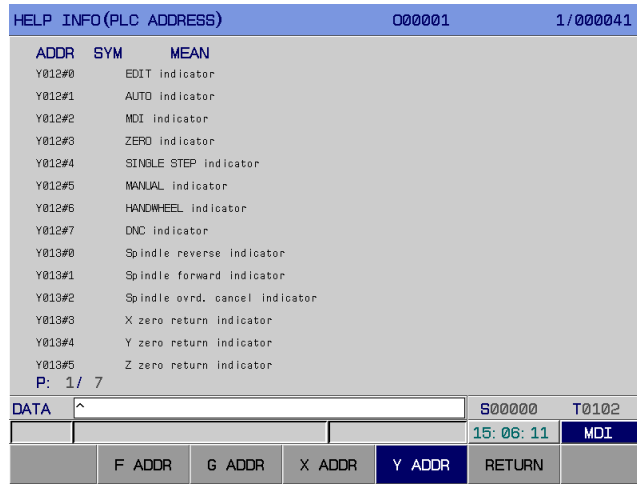 HELP INFO(PLC ADDRESS) O00001 1/000041
ADDR SYM MEAN
Y012#0 EDIT indicator
Y012#1 AUTO indicator
Y012#2 MDI indicator
Y012#3 ZERO indicator
Y012#4 SINGLE STEP indicator
Y012#5 MANUAL indicator
Y012#6 HANDWHEEL indicator
Y012#7 DNC indicator
Y013#0 Spindle reverse indicator
Y013#1 Spindle forward indicator
Y013#2 Spindle ovrd. cancel indicator
Y013#3 X zero return indicator
Y013#4 Y zero return indicator
Y013#5 Z zero return indicator
P: 1/ 7
DATA ^ S00000 T0102
15:06:11 MDI
F ADDR G ADDR X ADDR Y ADDR RETURN